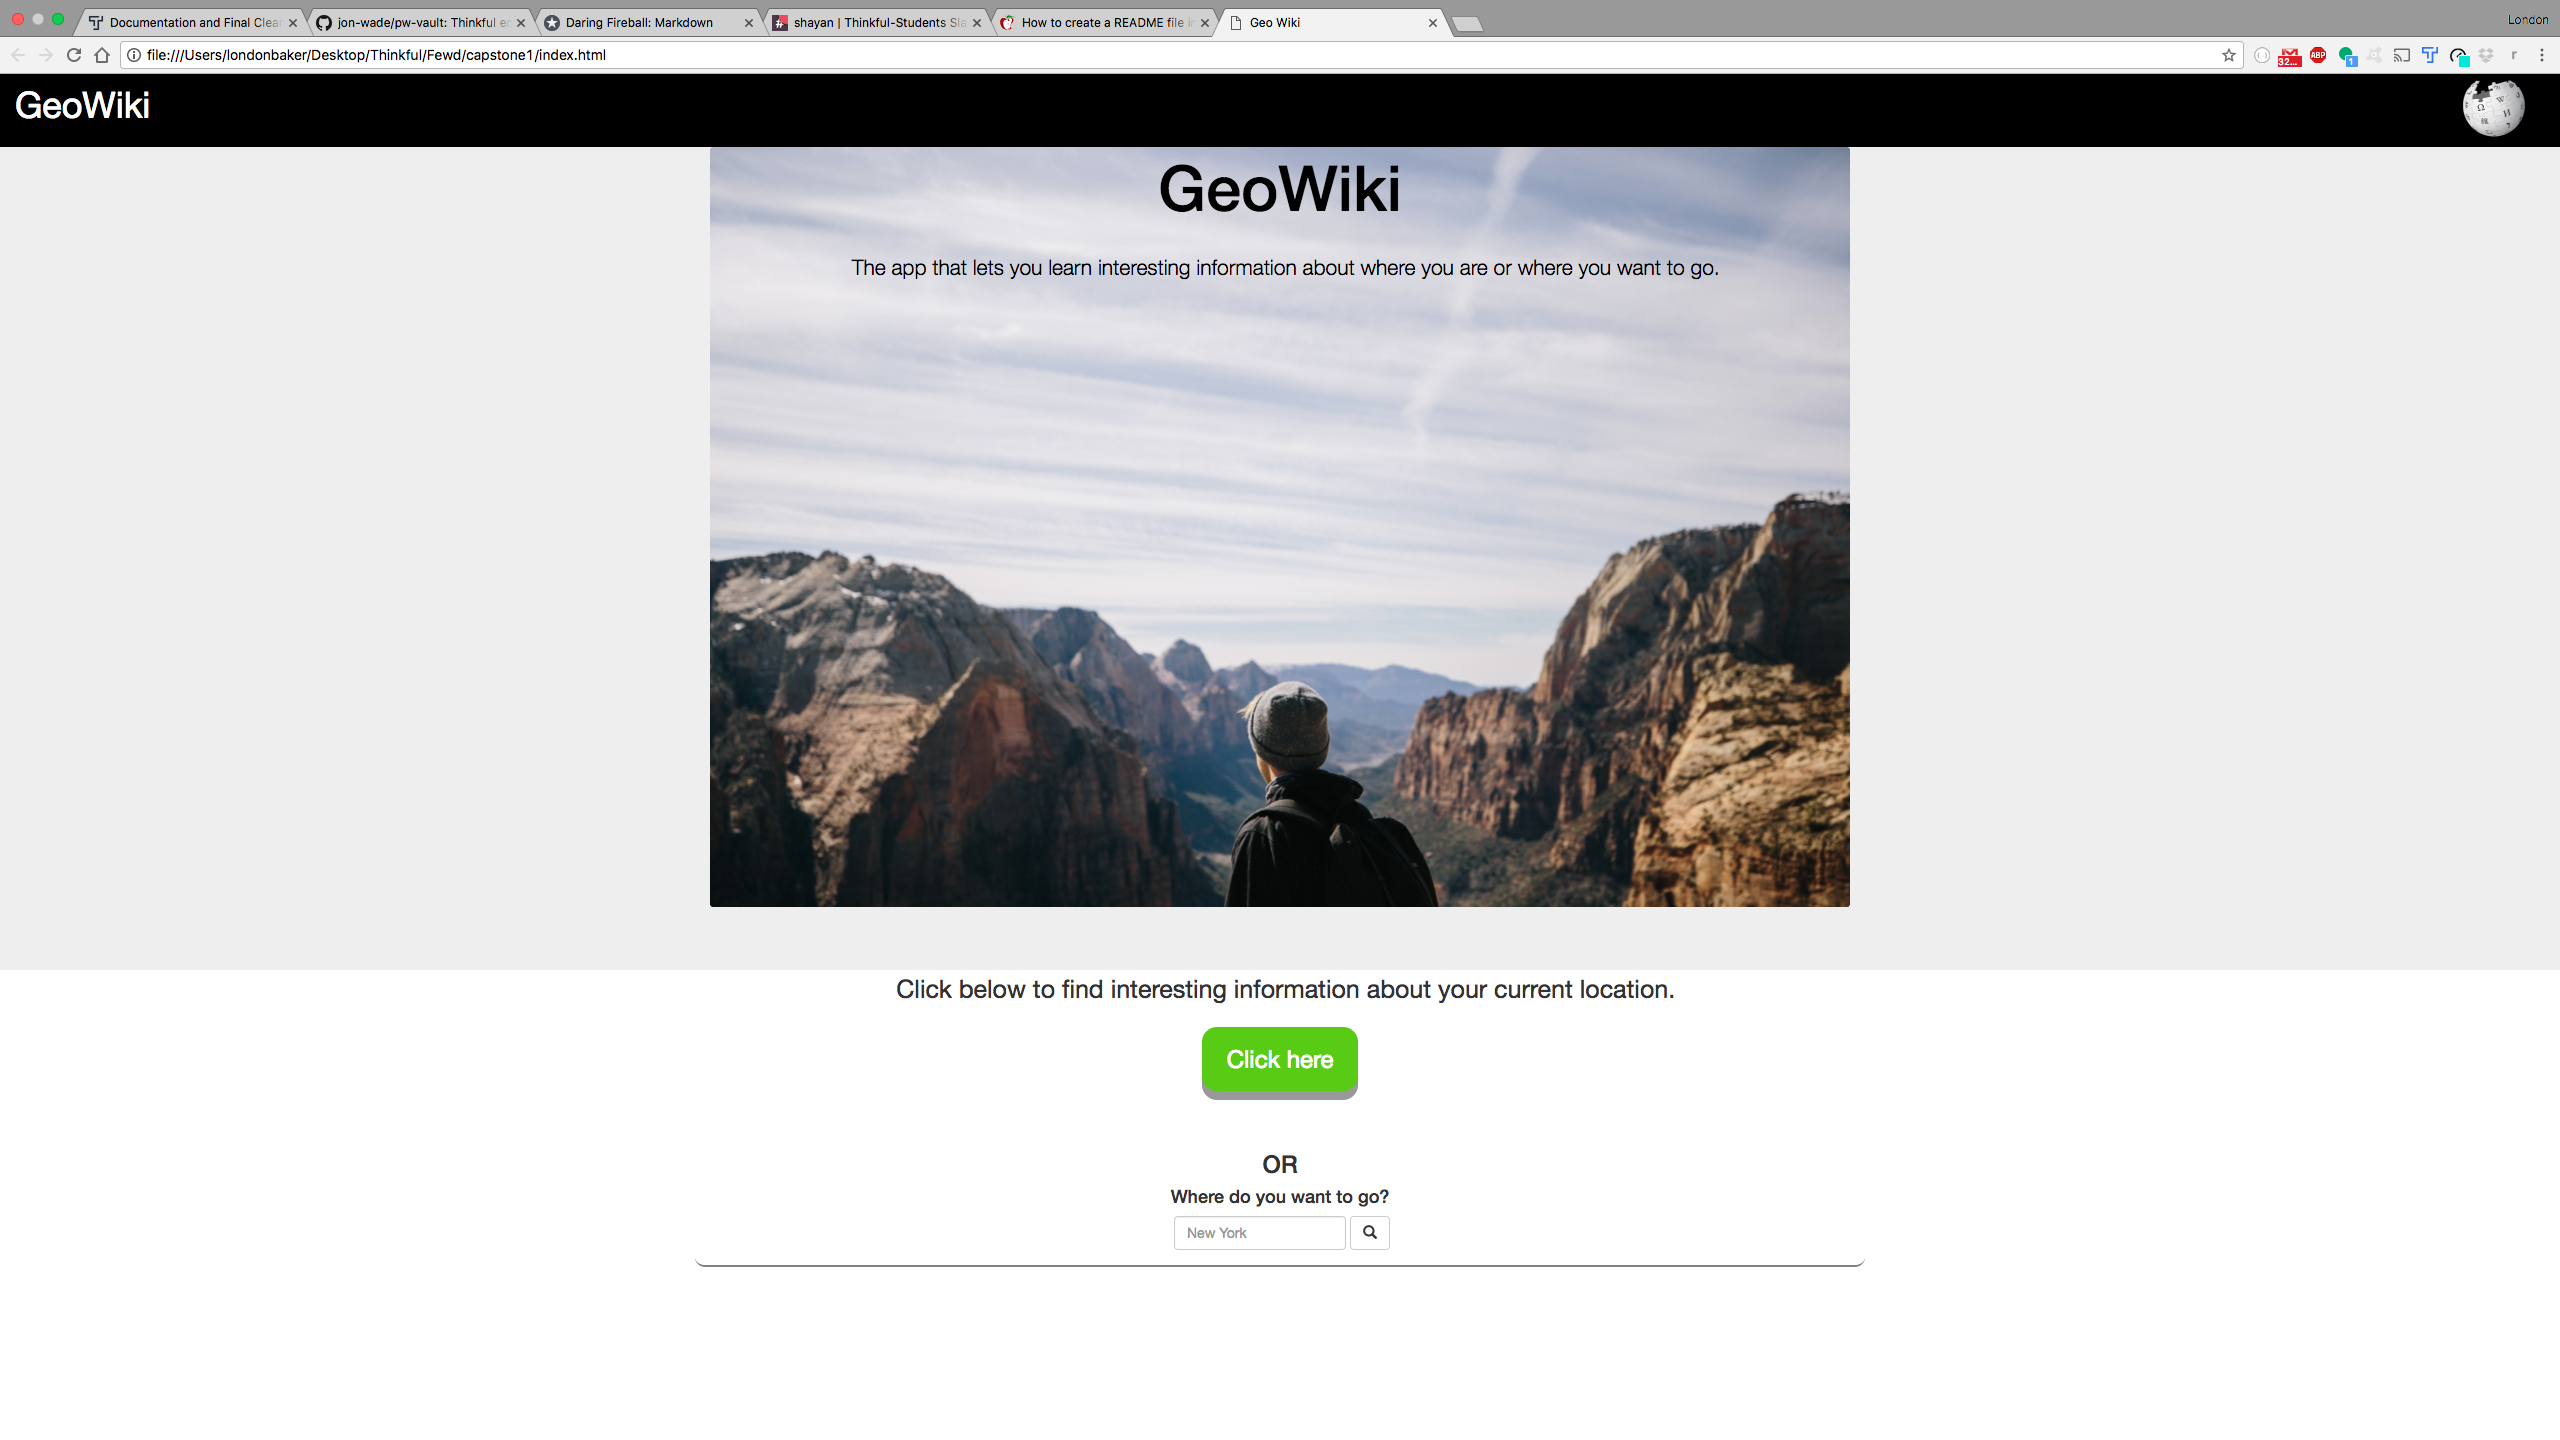 Documentation and Final Clea
jon-wade/pw-vault: Thinkful e
Daring Fireball: Markdown
shayan | Thinkful-Students Sla
How to create a README file i
Geo Wiki
London
file:///Users/londonbaker/Desktop/Thinkful/Fewd/capstone1/index.html
32...
ABP
1
r
GeoWiki
GeoWiki
The app that lets you learn interesting information about where you are or where you want to go.
Click below to find interesting information about your current location.
Click here
OR
Where do you want to go?
New York